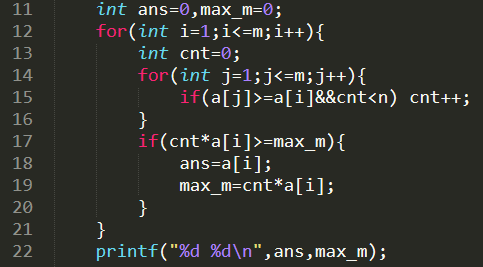 11 int ans=0,max_m=0;
12 for(int i=1;i<=m;i++){
13 int cnt=0;
14 for(int j=1;j<=m;j++){
15 if(a[j]>=a[i]&&cnt<n) cnt++;
16 }
17 if(cnt*a[i]>=max_m){
18 ans=a[i];
19 max_m=cnt*a[i];
20 }
21 }
22 printf("%d %d\n",ans,max_m);